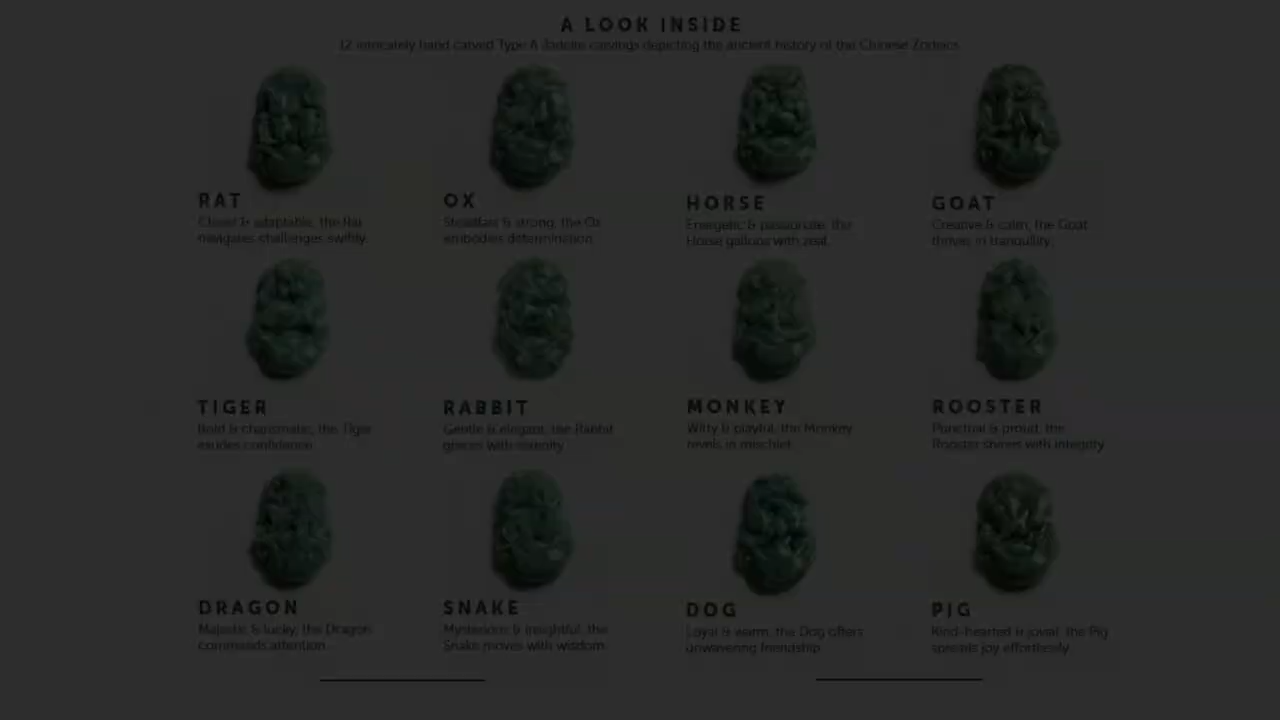 A LOOK INSIDE
12 intricately hand carved Type A Jadeite carvings depicting the ancient history of the Chinese Zodiacs
RAT
Clever & adaptable, the Rat
navigates challenges swiftly.
OX
Steadfast & strong, the Ox
embodies determination.
HORSE
Energetic & passionate, the
Horse gallops with zeal.
GOAT
Creative & calm, the Goat
thrives in tranquility.
TIGER
Bold & charismatic, the Tiger
exudes confidence.
RABBIT
Gentle & elegant, the Rabbit
graces with serenity.
MONKEY
Witty & playful, the Monkey
revels in mischief.
ROOSTER
Punctual & proud, the
Rooster shines with integrity.
DRAGON
Majestic & lucky, the Dragon
commands attention.
SNAKE
Mysterious & insightful, the
Snake moves with wisdom.
DOG
Loyal & warm, the Dog offers
unwavering friendship.
PIG
Kind-hearted & jovial, the Pig
spreads joy effortlessly.